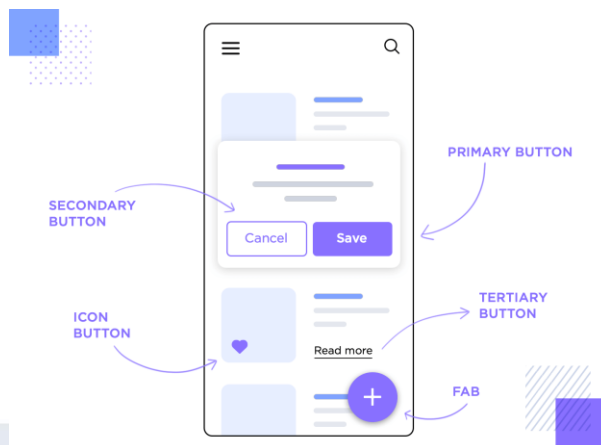 PRIMARY BUTTON
SECONDARY
BUTTON
Cancel
Save
TERTIARY
BUTTON
ICON
BUTTON
Read more
FAB